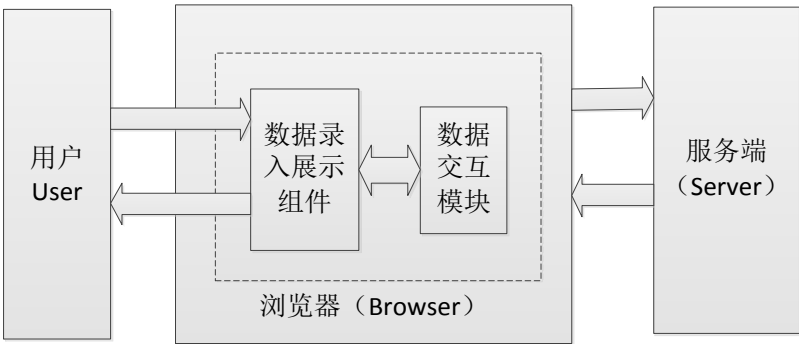 用户
User
数据录
入展示
组件
数据
交互
模块
浏览器（Browser）
服务端
（Server）